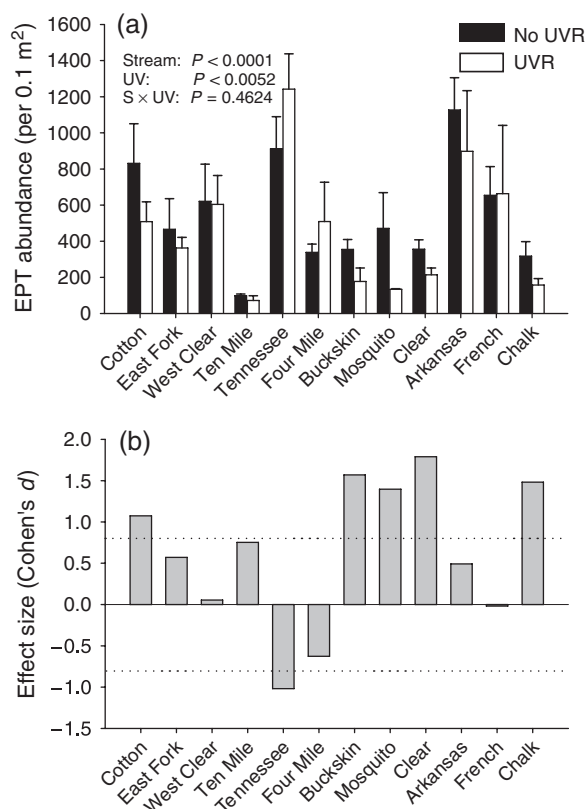 (a)
No UVR
UVR
Stream: P < 0.0001
UV: P < 0.0052
S × UV: P = 0.4624
EPT abundance (per 0.1 m²)
1600
1400
1200
1000
800
600
400
200
0
Cotton
East Fork
West Clear
Ten Mile
Tennessee
Four Mile
Buckskin
Mosquito
Clear
Arkansas
French
Chalk
(b)
Effect size (Cohen's d)
2.0
1.5
1.0
0.5
0.0
−0.5
−1.0
−1.5
Cotton
East Fork
West Clear
Ten Mile
Tennessee
Four Mile
Buckskin
Mosquito
Clear
Arkansas
French
Chalk